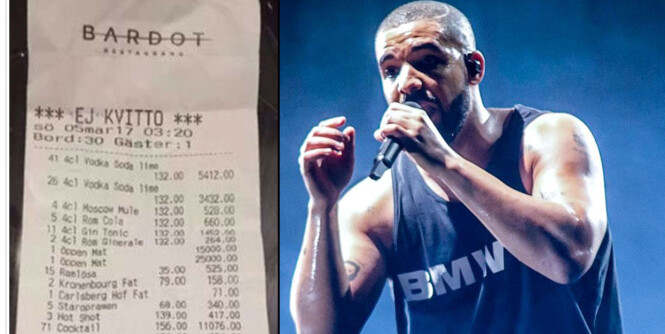 BARDOT
RESTAURANG
*** EJ KVITTO ***
sö 05mar17 03:20
Bord:30 Gäster:1
41 4cl Vodka Soda lime
132.00 5412.00
26 4cl Vodka Soda lime
132.00 3432.00
4 4cl Moscow Mule 132.00 528.00
5 4cl Rom Cola 132.00 660.00
11 4cl Gin Tonic 132.00 1452.00
2 4cl Rom Ginerale 132.00 264.00
1 Öppen Mat 15000.00
1 Öppen Mat 25000.00
15 Ramlösa 35.00 525.00
2 Kronenbourg Fat 79.00 158.00
1 Carlsberg Hof Fat 71.00
5 Staropramen 68.00 340.00
3 Hot Shot 139.00 417.00
71 Cocktail 156.00 11076.00
BMW